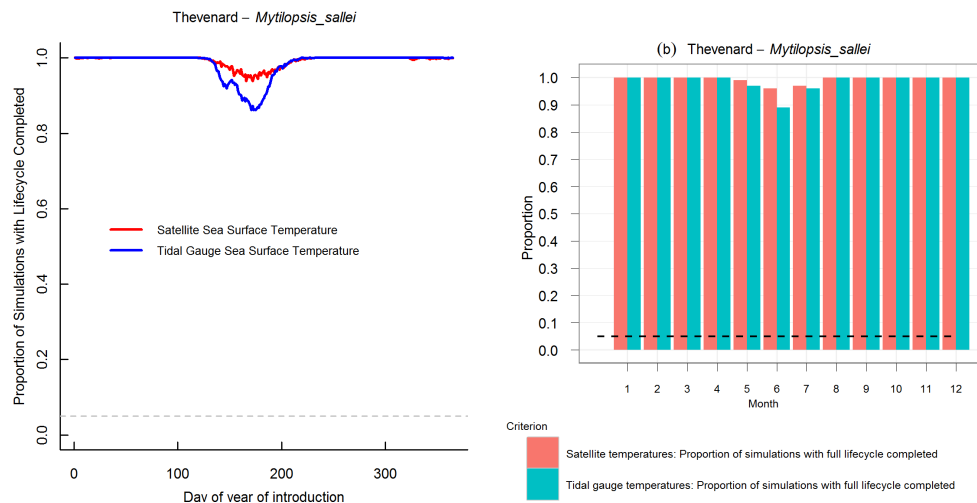 Thevenard – Mytilopsis_sallei
Proportion of Simulations with Lifecycle Completed
1.0
0.8
0.6
0.4
0.2
0.0
Satellite Sea Surface Temperature
Tidal Gauge Sea Surface Temperature
0 100 200 300
Day of year of introduction
(b) Thevenard – Mytilopsis_sallei
Proportion
1.0
0.9
0.8
0.7
0.6
0.5
0.4
0.3
0.2
0.1
0.0
1 2 3 4 5 6 7 8 9 10 11 12
Month
Criterion
Satellite temperatures: Proportion of simulations with full lifecycle completed
Tidal gauge temperatures: Proportion of simulations with full lifecycle completed